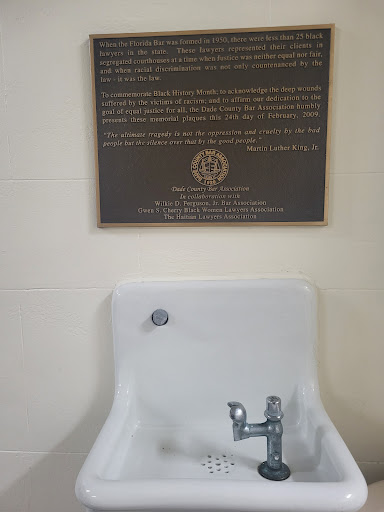 When the Florida Bar was formed in 1950, there were less than 25 black
lawyers in the state. These lawyers represented their clients in
segregated courthouses at a time when Justice was neither equal nor fair,
and when racial discrimination was not only countenanced by the
law - it was the law.
To commemorate Black History Month; to acknowledge the deep wounds
suffered by the victims of racism; and to affirm our dedication to the
goal of equal justice for all, the Dade County Bar Association humbly
presents these memorial plaques this 24th day of February, 2009.
"The ultimate tragedy is not the oppression and cruelty by the bad
people but the silence over that by the good people."
Martin Luther King, Jr.
Dade County Bar Association
In collaboration with
Wilkie D. Ferguson, Jr. Bar Association
Gwen S. Cherry Black Women Lawyers Association
The Haitian Lawyers Association